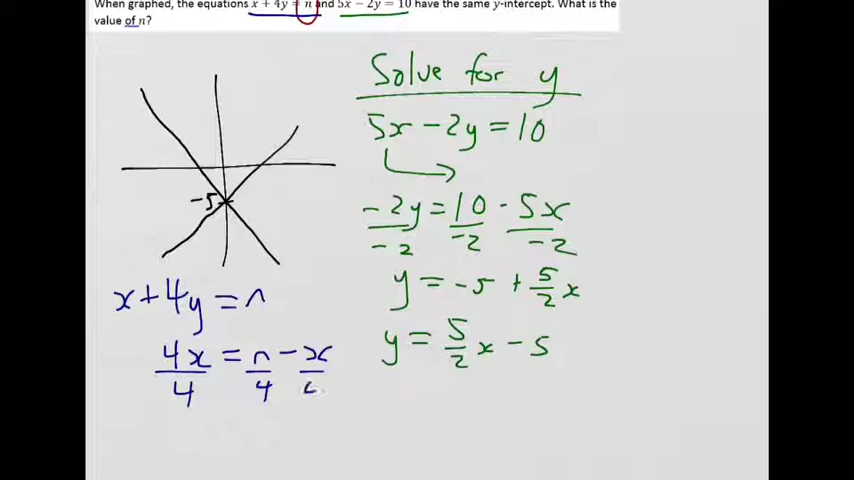 When graphed, the equations x + 4y = n and 5x − 2y = 10 have the same y-intercept. What is the
value of n?
Solve for y
5x − 2y = 10
-2y/-2 = 10/-2 - 5x/-2
y = -5 + 5/2 x
y = 5/2 x - 5
-5
x + 4y = n
4x/4 = n/4 - x/